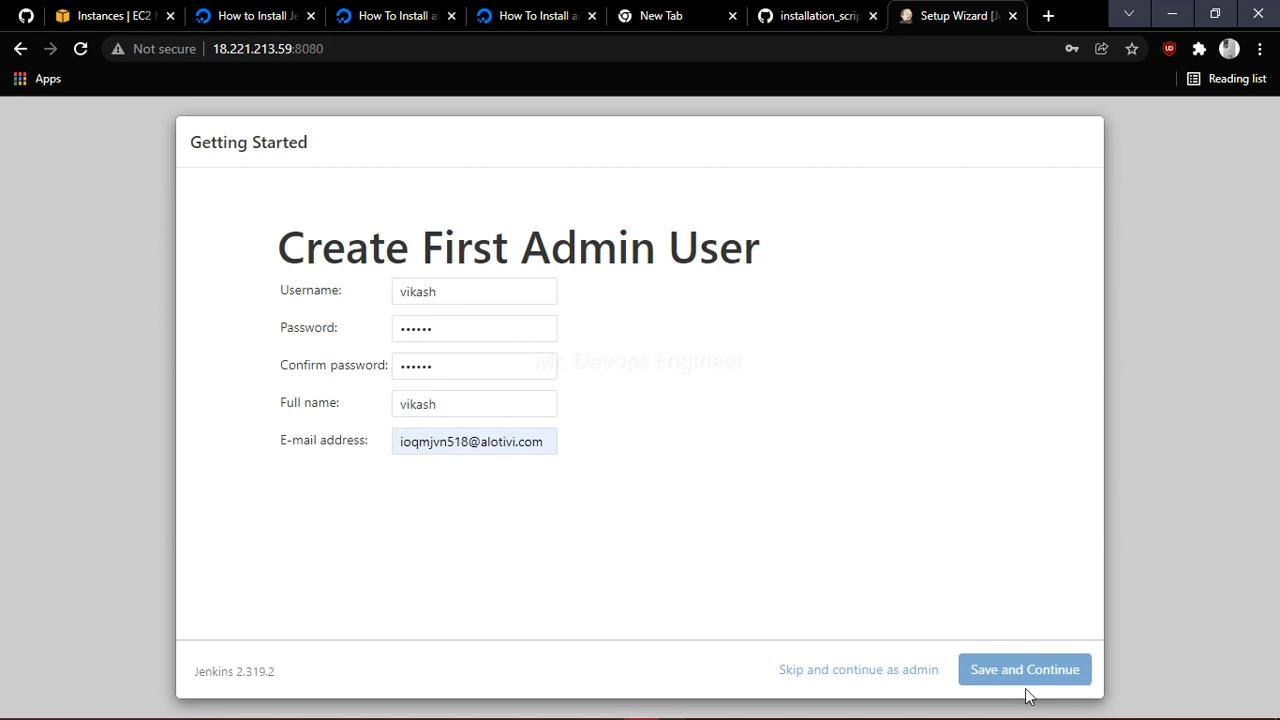 Instances | EC2
How to Install Je
How To Install a
How To Install a
New Tab
installation_scrip
Setup Wizard [J
Not secure
18.221.213.59:8080
Apps
Reading list
Getting Started
Create First Admin User
Username:
vikash
Password:
••••••
Confirm password:
••••••
Mr. Devops Engineer
Full name:
vikash
E-mail address:
ioqmjvn518@alotivi.com
Jenkins 2.319.2
Skip and continue as admin
Save and Continue